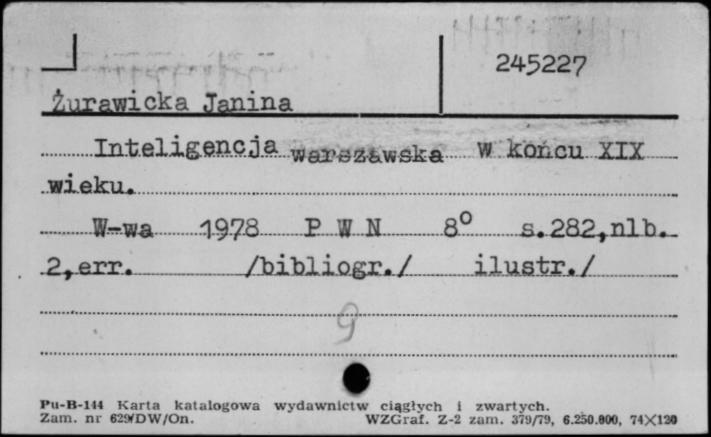 245227
Żurawicka Janina
Inteligencja warszawska w końcu XIX
wieku.
W-wa 1978 P W N 8° s.282,nlb.
2,err. /bibliogr./ ilustr./
9
Pu-B-144 Karta katalogowa wydawnictw ciągłych i zwartych.
Zam. nr 629/DW/On. WZGraf. Z-2 zam. 379/79, 6.250.000, 74×120